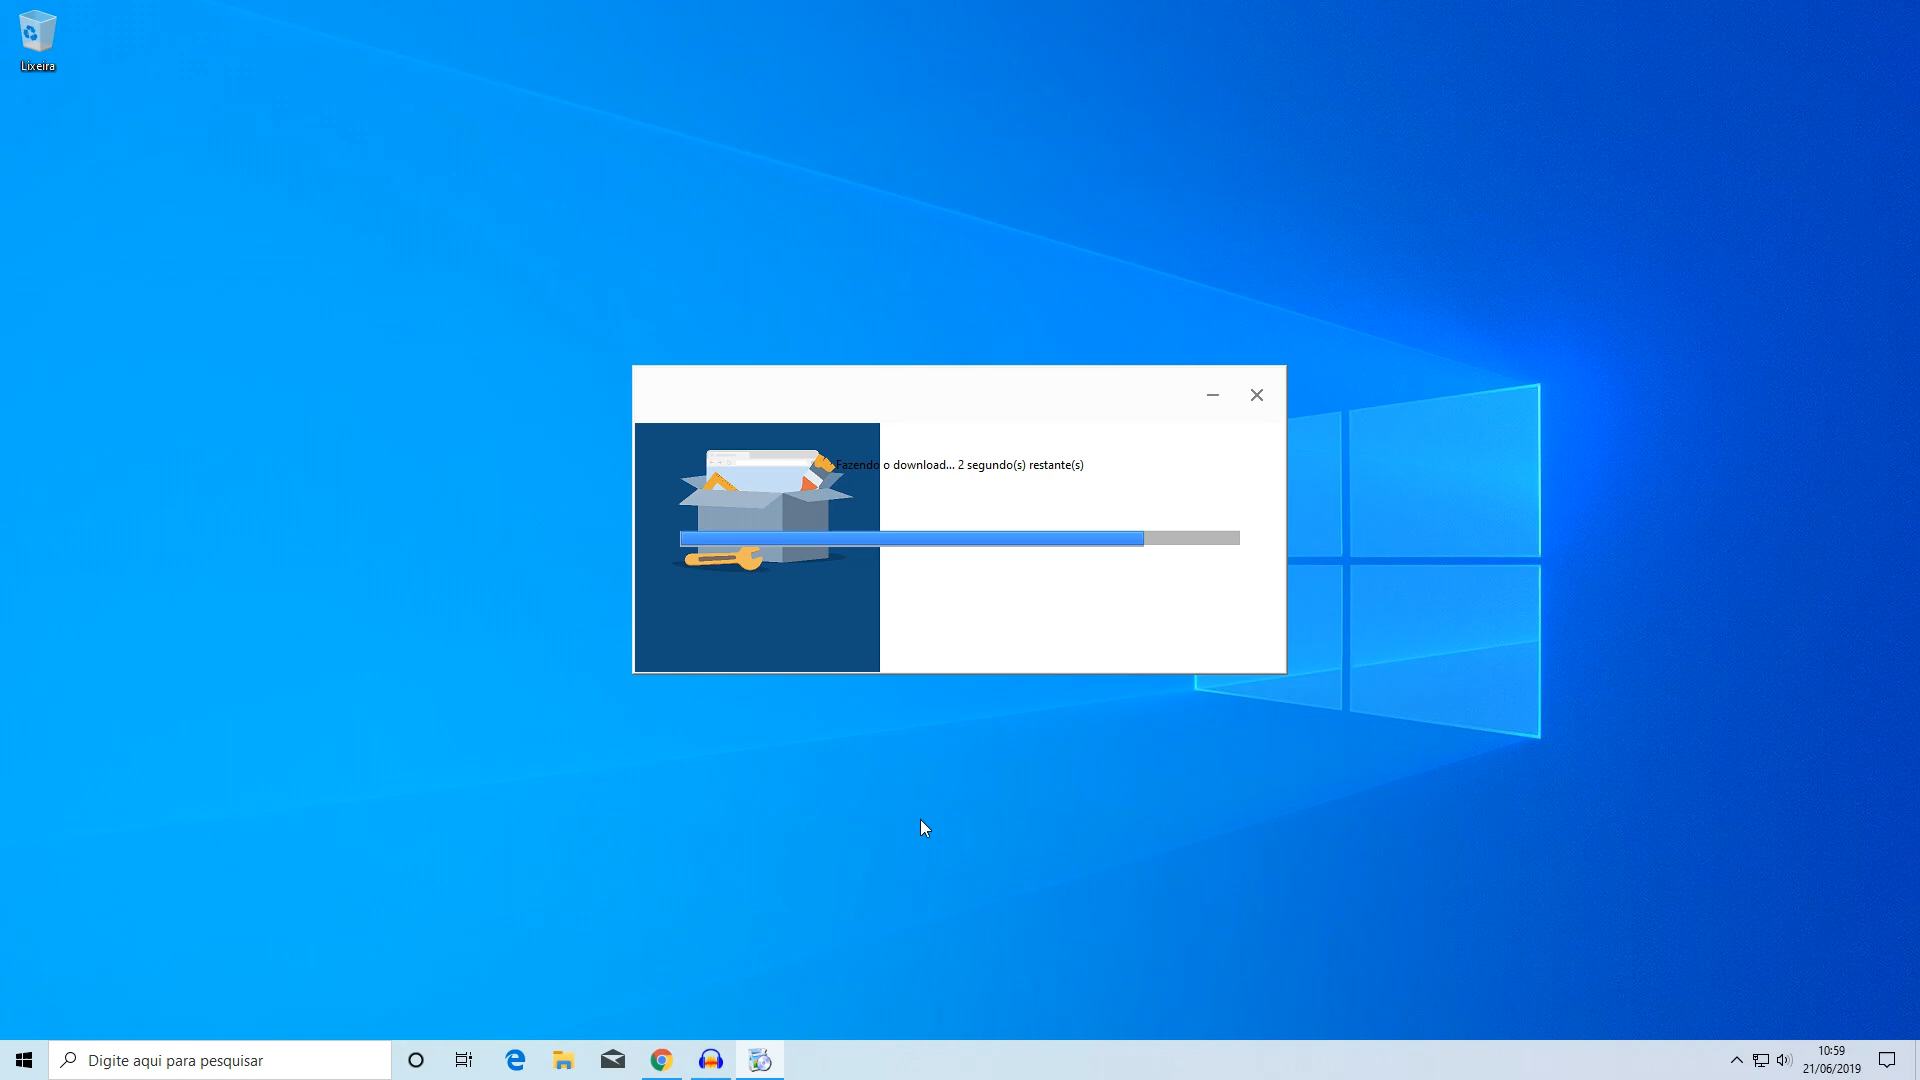 Lixeira
Fazendo o download... 2 segundo(s) restante(s)
Digite aqui para pesquisar
10:59
21/06/2019